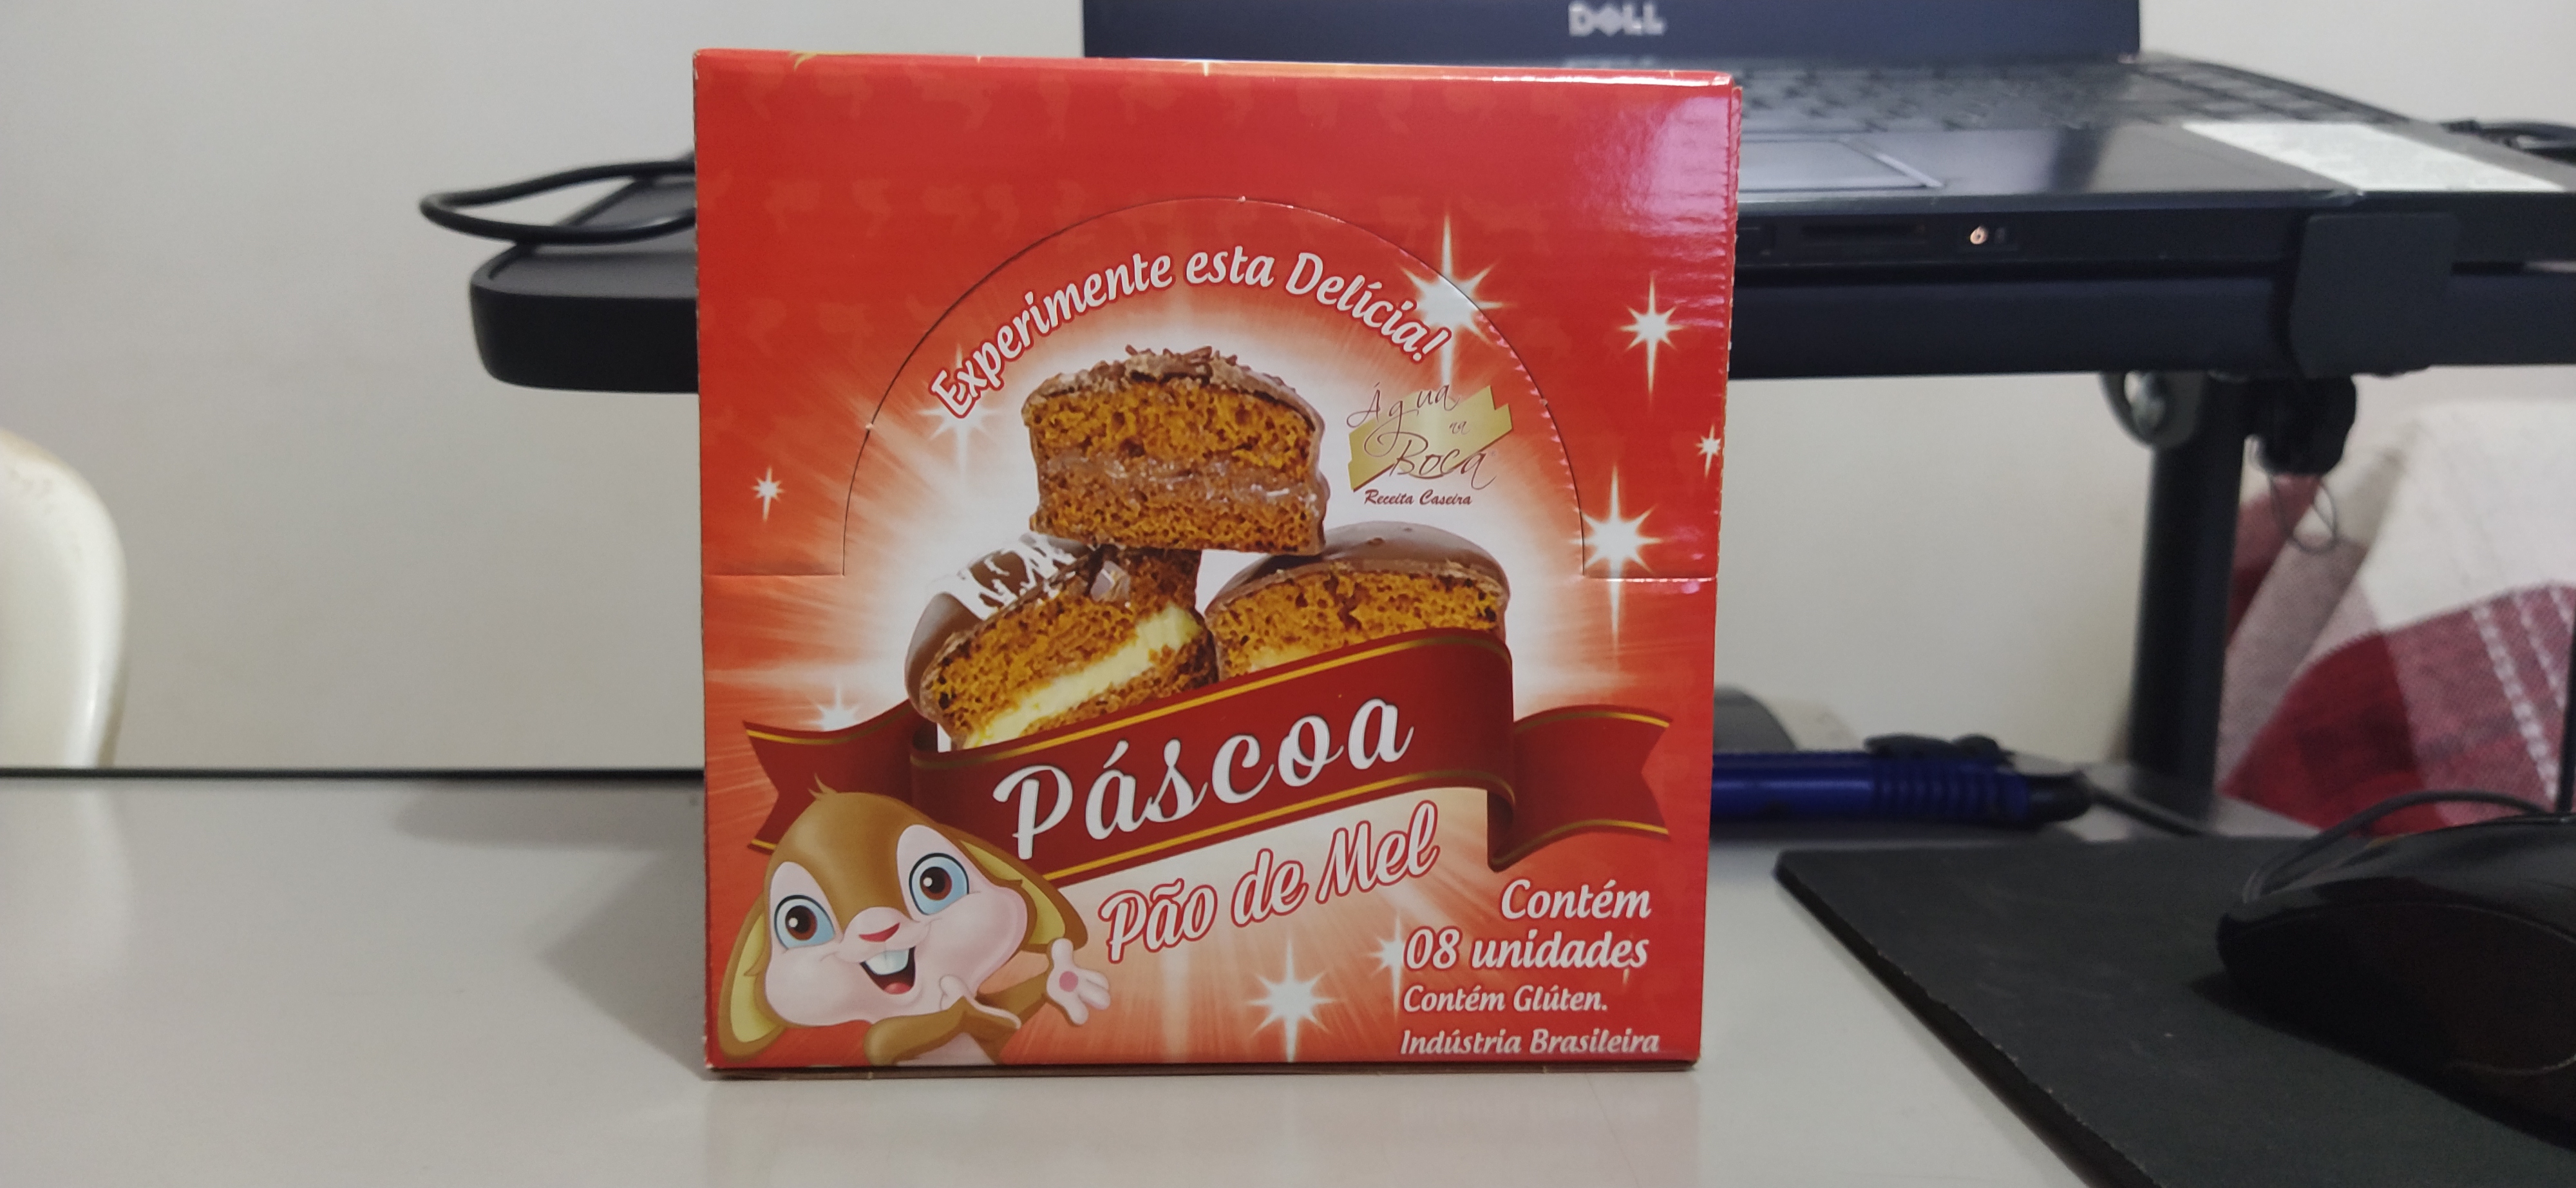 DELL
Experimente esta Delícia!
Água
na
Boca
Receita Caseira
Páscoa
Pão de Mel
Contém
08 unidades
Contém Glúten.
Indústria Brasileira